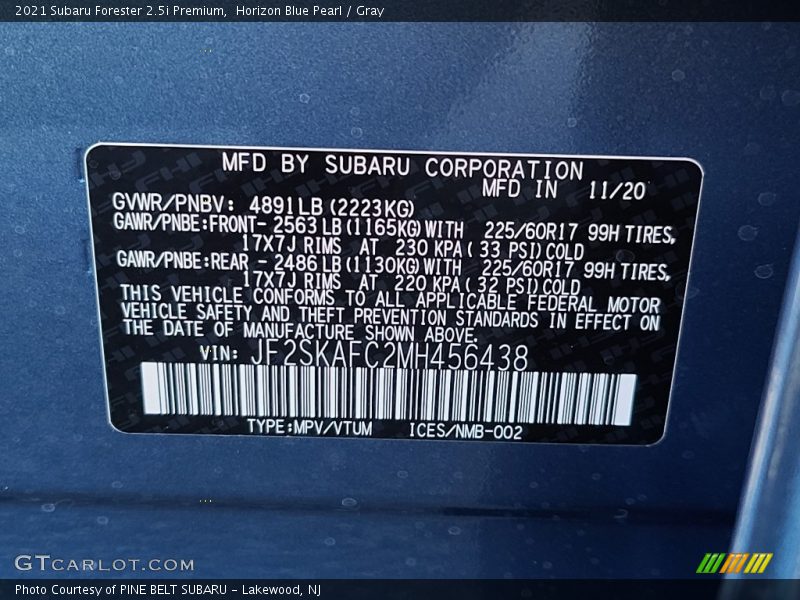 2021 Subaru Forester 2.5i Premium,  Horizon Blue Pearl / Gray
MFD BY SUBARU CORPORATION
MFD IN 11/20
GVWR/PNBV: 4891LB (2223KG)
GAWR/PNBE:FRONT- 2563 LB (1165KG) WITH 225/60R17 99H TIRES,
17X7J RIMS AT 230 KPA ( 33 PSI) COLD
GAWR/PNBE:REAR - 2486 LB (1130KG) WITH 225/60R17 99H TIRES,
17X7J RIMS AT 220 KPA ( 32 PSI) COLD
THIS VEHICLE CONFORMS TO ALL APPLICABLE FEDERAL MOTOR
VEHICLE SAFETY AND THEFT PREVENTION STANDARDS IN EFFECT ON
THE DATE OF MANUFACTURE SHOWN ABOVE.
VIN: JF2SKAFC2MH456438
TYPE:MPV/VTUM ICES/NMB-002
GTCARLOT.COM
Photo Courtesy of PINE BELT SUBARU - Lakewood, NJ